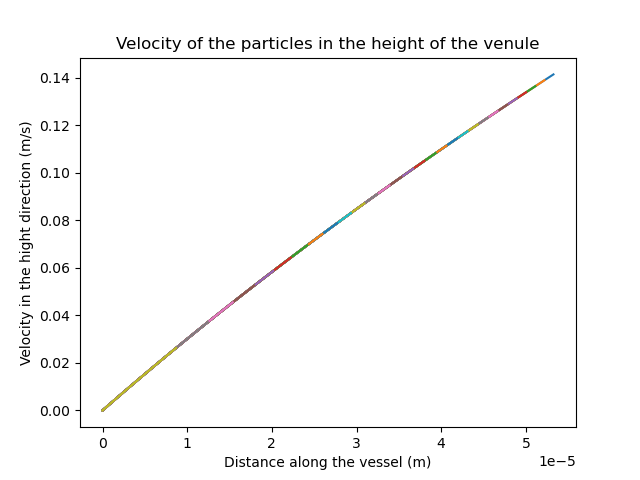 Velocity of the particles in the height of the venule
Velocity in the hight direction (m/s)
0.14
0.12
0.10
0.08
0.06
0.04
0.02
0.00
0 1 2 3 4 5
1e−5
Distance along the vessel (m)